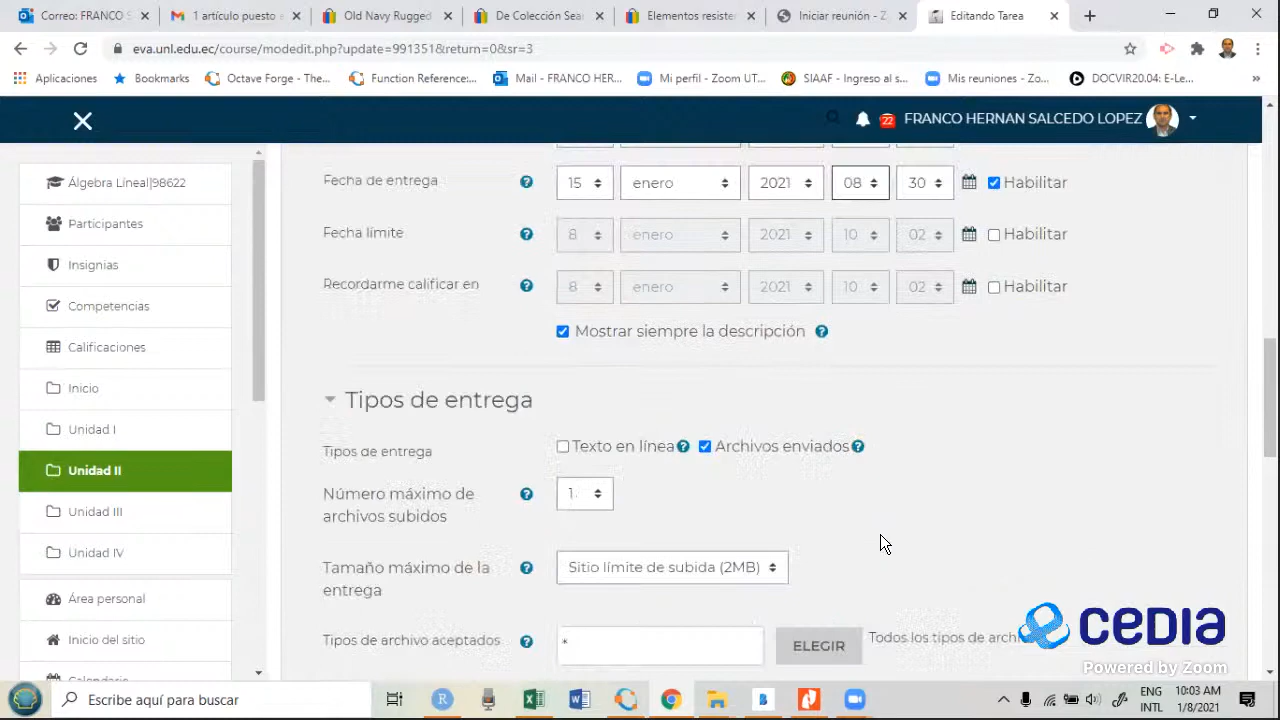 Correo: FRANCO S
1 artículo puesto e
Old Navy Rugged
De Colección Sea
Elementos resiste
Iniciar reunión - Z
Editando Tarea
eva.unl.edu.ec/course/modedit.php?update=991351&return=0&sr=3
Aplicaciones
Bookmarks
Octave Forge - The...
Function Reference:...
Mail - FRANCO HER...
Mi perfil - Zoom UT...
SIAAF - Ingreso al s...
Mis reuniones - Zo...
DOCVIR20.04: E-Le...
»
22
FRANCO HERNAN SALCEDO LOPEZ
Álgebra Líneal|98622
Participantes
Insignias
Competencias
Calificaciones
Inicio
Unidad I
Unidad II
Unidad III
Unidad IV
Área personal
Inicio del sitio
Calendario
Fecha de entrega ? 15 enero 2021 08 30 Habilitar
Fecha límite ? 8 enero 2021 10 02 Habilitar
Recordarme calificar en ? 8 enero 2021 10 02 Habilitar
Mostrar siempre la descripción ?
Tipos de entrega
Tipos de entrega Texto en línea ? Archivos enviados ?
Número máximo de
archivos subidos
? 1
Tamaño máximo de la
entrega
? Sitio límite de subida (2MB)
Tipos de archivo aceptados ? * ELEGIR Todos los tipos de archi
CEDIA
Powered by Zoom
Escribe aquí para buscar
ENG
INTL
10:03 AM
1/8/2021